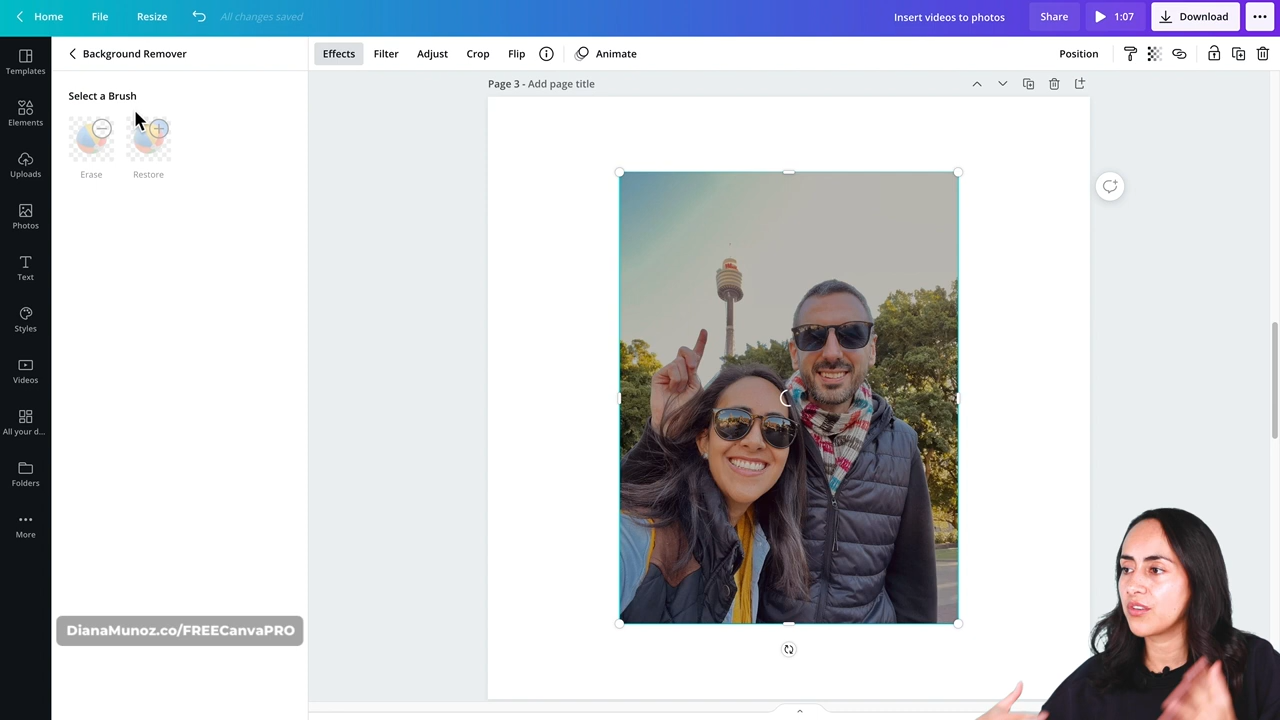 Home File Resize All changes saved Insert videos to photos Share 1:07 Download
Templates
Elements
Uploads
Photos
Text
Styles
Videos
All your d...
Folders
More
Background Remover
Select a Brush
Erase Restore
Effects Filter Adjust Crop Flip Animate Position
Page 3 - Add page title
DianaMunoz.co/FREECanvaPRO